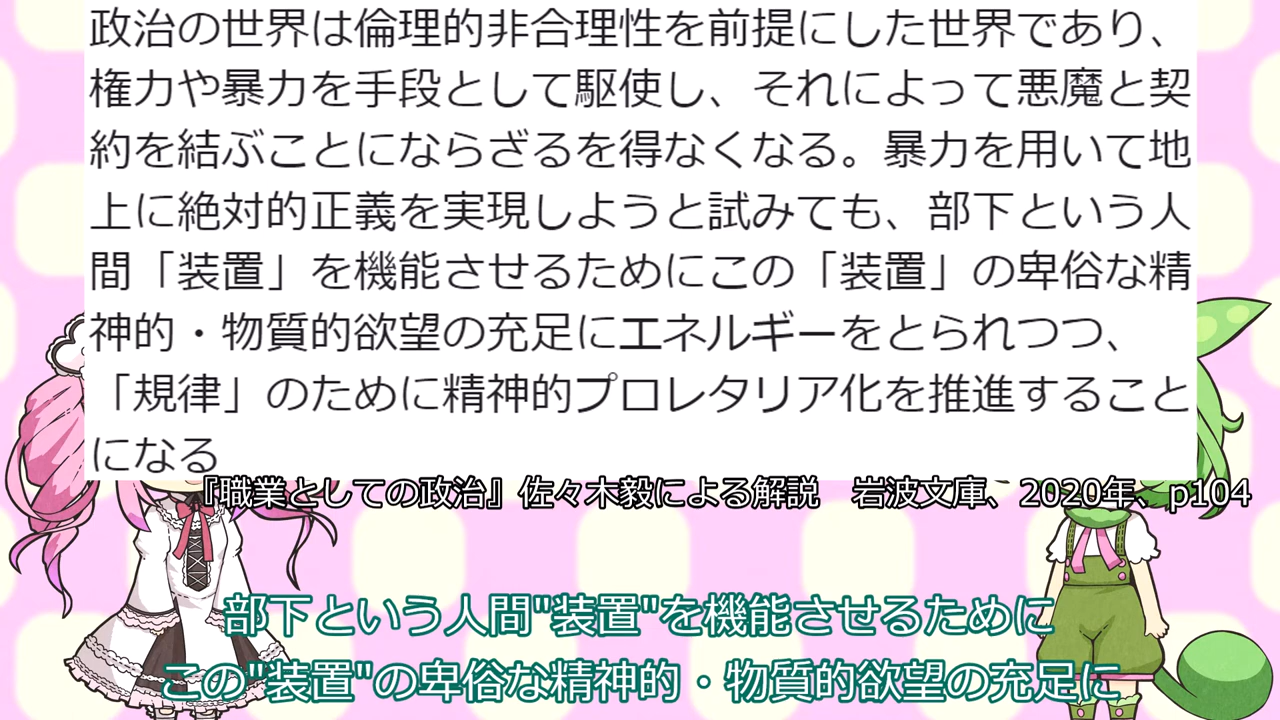 政治の世界は倫理的非合理性を前提にした世界であり、
権力や暴力を手段として駆使し、それによって悪魔と契
約を結ぶことにならざるを得なくなる。暴力を用いて地
上に絶対的正義を実現しようと試みても、部下という人
間「装置」を機能させるためにこの「装置」の卑俗な精
神的・物質的欲望の充足にエネルギーをとられつつ、
「規律」のために精神的プロレタリア化を推進すること
になる
『職業としての政治』佐々木毅による解説　岩波文庫、2020年、p104
部下という人間"装置"を機能させるために
この"装置"の卑俗な精神的・物質的欲望の充足に